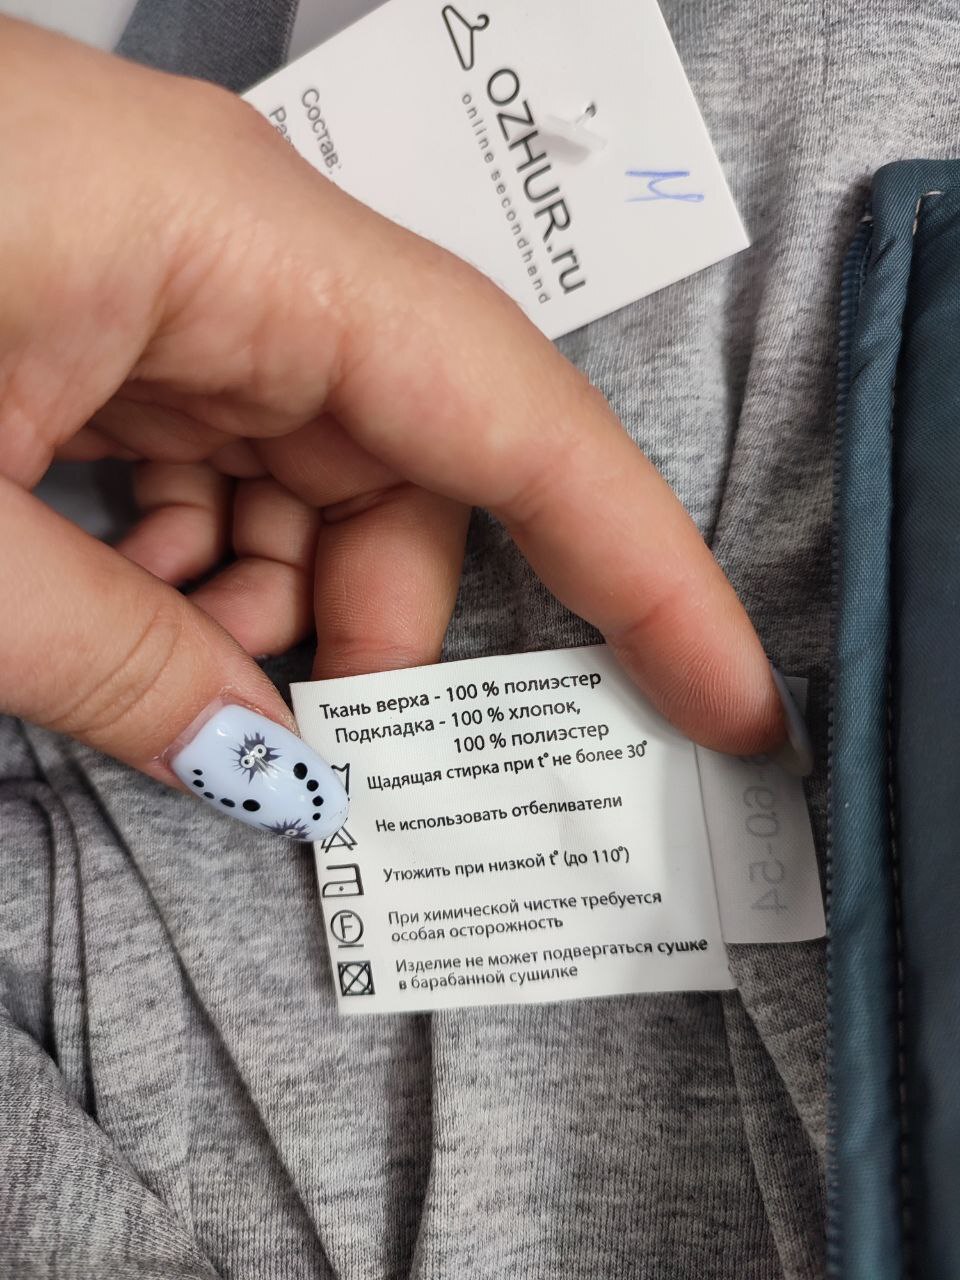 Состав:
OZHUR.ru
online secondhand
M
Ткань верха - 100 % полиэстер
Подкладка - 100 % хлопок,
100 % полиэстер
Щадящая стирка при t° не более 30°
Не использовать отбеливатели
Утюжить при низкой t° (до 110°)
При химической чистке требуется
особая осторожность
Изделие не может подвергаться сушке
в барабанной сушилке
F